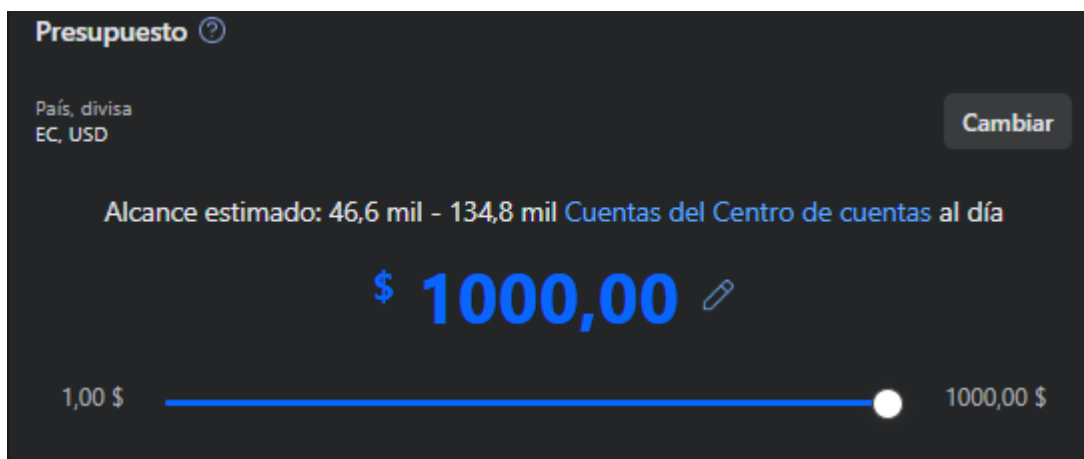 Presupuesto
País, divisa
EC, USD
Cambiar
Alcance estimado: 46,6 mil - 134,8 mil Cuentas del Centro de cuentas al día
$ 1000,00
1,00 $
1000,00 $